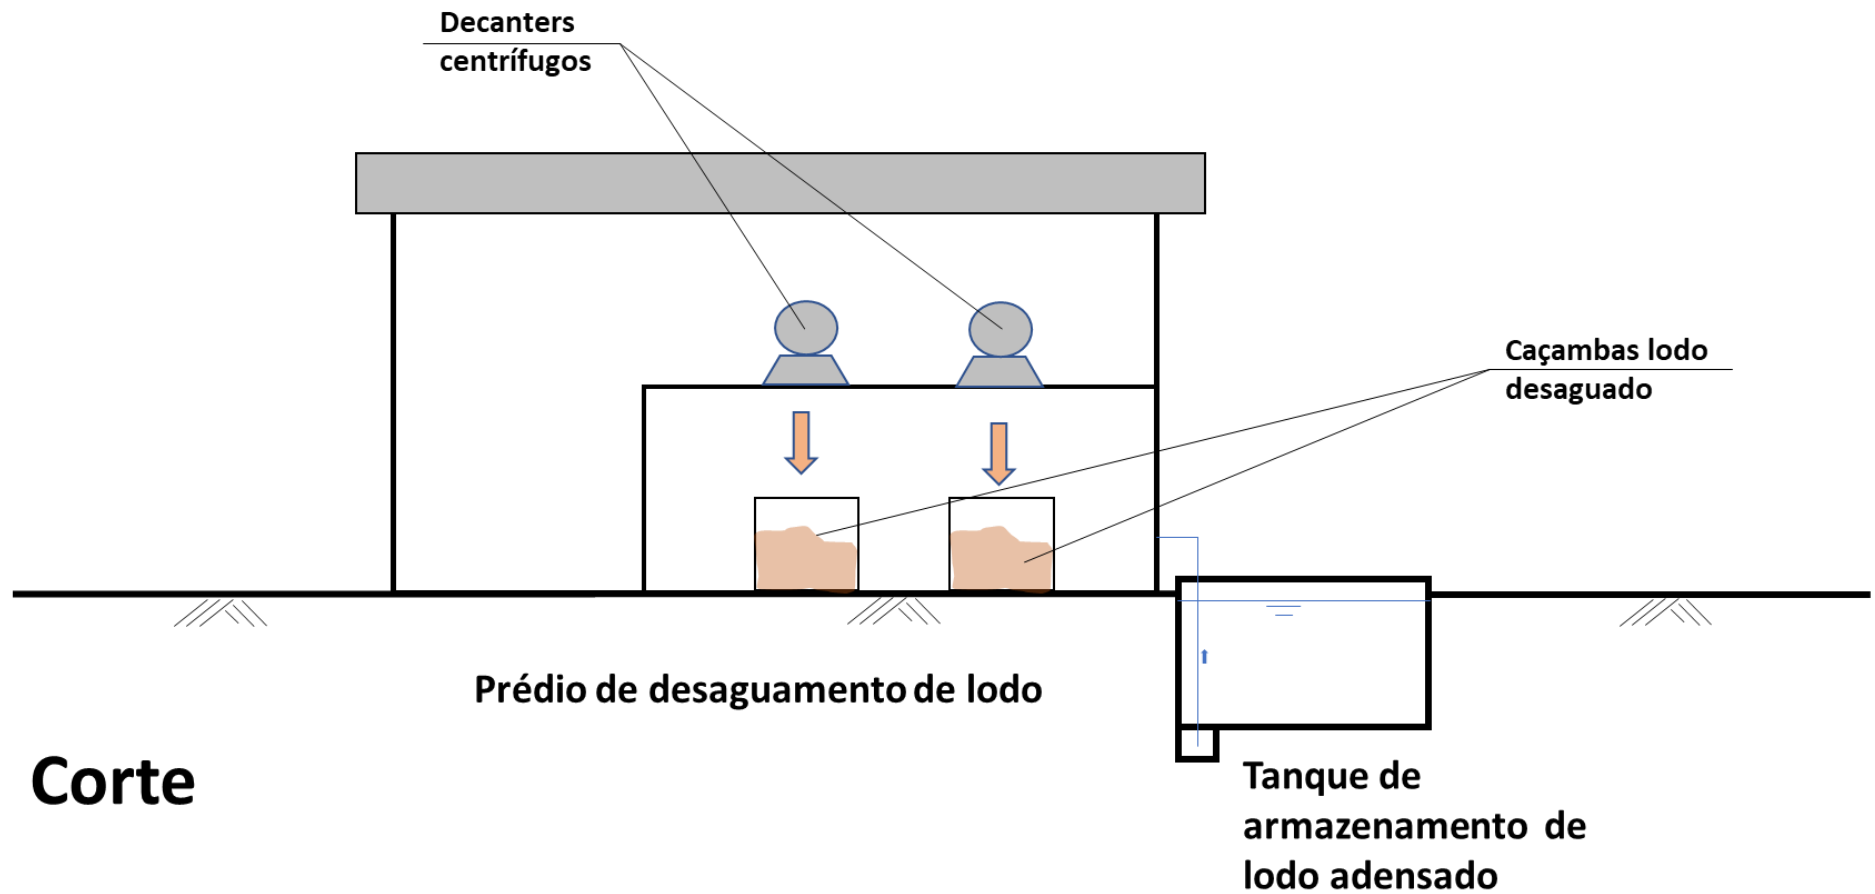 Decanters
centrífugos
Caçambas lodo
desaguado
Prédio de desaguamento de lodo
Corte
Tanque de
armazenamento de
lodo adensado